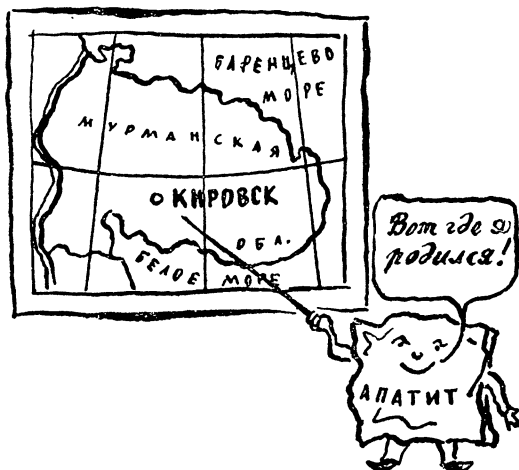 БАРЕНЦЕВО
МОРЕ
МУРМАНСКАЯ
КИРОВСК
ОБЛ.
БЕЛОЕ МОРЕ
Вот где я
родился!
АПАТИТ